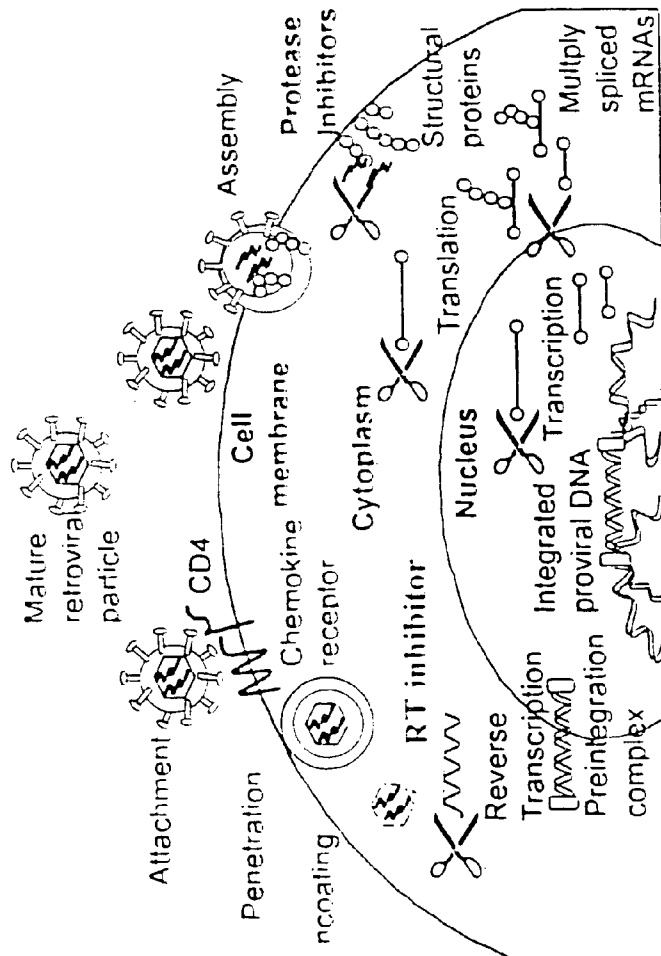 Mature
retroviral
particle
Attachment
CD4
Assembly
Penetration
Chemokine
receptor
Cell
membrane
Protease
Inhibitors
ncoating
RT inhibitor
Cytoplasm
Structural
proteins
Translation
Reverse
Transcription
Preintegration
complex
Nucleus
Integrated
proviral DNA
Transcription
Multply
spliced
mRNAs